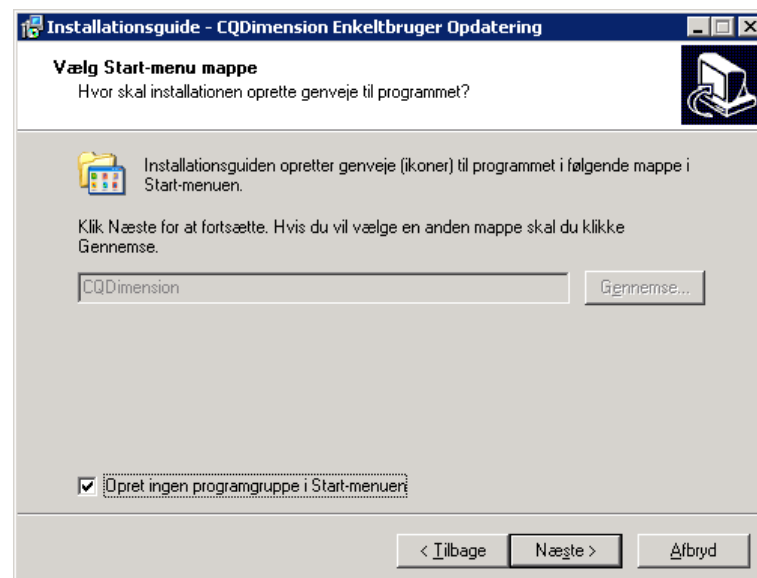 Installationsguide - CQDimension Enkeltbruger Opdatering
Vælg Start-menu mappe
Hvor skal installationen oprette genveje til programmet?
Installationsguiden opretter genveje (ikoner) til programmet i følgende mappe i
Start-menuen.
Klik Næste for at fortsætte. Hvis du vil vælge en anden mappe skal du klikke
Gennemse.
CQDimension
Gennemse...
Opret ingen programgruppe i Start-menuen
< Tilbage
Næste >
Afbryd